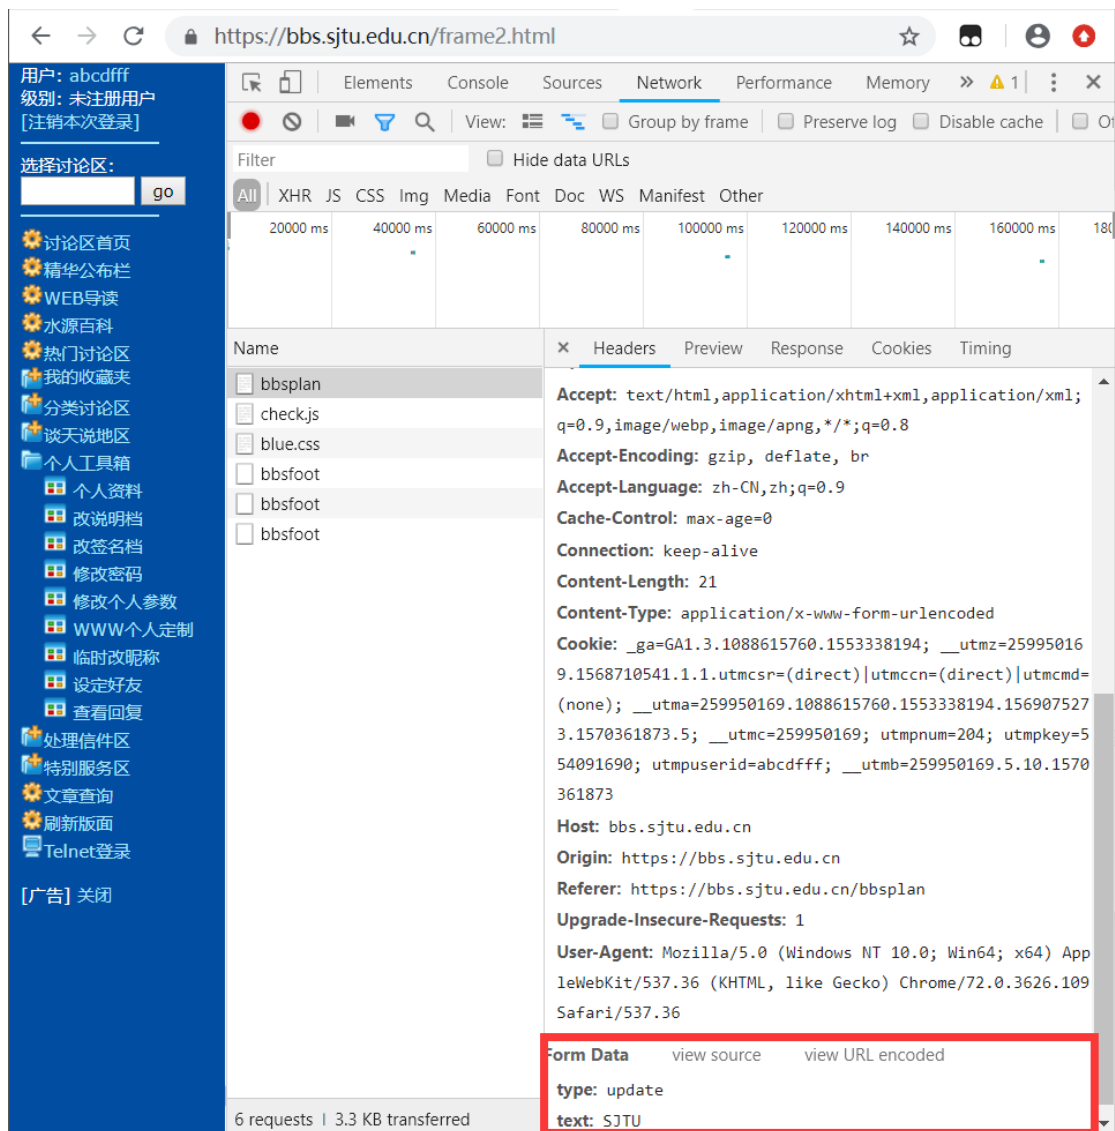 https://bbs.sjtu.edu.cn/frame2.html
用户: abcdfff
级别: 未注册用户
[注销本次登录]
选择讨论区:
go
讨论区首页
精华公布栏
WEB导读
水源百科
热门讨论区
我的收藏夹
分类讨论区
谈天说地区
个人工具箱
个人资料
改说明档
改签名档
修改密码
修改个人参数
WWW个人定制
临时改昵称
设定好友
查看回复
处理信件区
特别服务区
文章查询
刷新版面
Telnet登录
[广告] 关闭
Elements Console Sources Network Performance Memory » 1
View: Group by frame Preserve log Disable cache
Filter Hide data URLs
All XHR JS CSS Img Media Font Doc WS Manifest Other
20000 ms 40000 ms 60000 ms 80000 ms 100000 ms 120000 ms 140000 ms 160000 ms
Name
bbsplan
check.js
blue.css
bbsfoot
bbsfoot
bbsfoot
6 requests | 3.3 KB transferred
× Headers Preview Response Cookies Timing
Accept: text/html,application/xhtml+xml,application/xml;
q=0.9,image/webp,image/apng,*/*;q=0.8
Accept-Encoding: gzip, deflate, br
Accept-Language: zh-CN,zh;q=0.9
Cache-Control: max-age=0
Connection: keep-alive
Content-Length: 21
Content-Type: application/x-www-form-urlencoded
Cookie: _ga=GA1.3.1088615760.1553338194; __utmz=25995016
9.1568710541.1.1.utmcsr=(direct)|utmccn=(direct)|utmcmd=
(none); __utma=259950169.1088615760.1553338194.156907527
3.1570361873.5; __utmc=259950169; utmpnum=204; utmpkey=5
54091690; utmpuserid=abcdfff; __utmb=259950169.5.10.1570
361873
Host: bbs.sjtu.edu.cn
Origin: https://bbs.sjtu.edu.cn
Referer: https://bbs.sjtu.edu.cn/bbsplan
Upgrade-Insecure-Requests: 1
User-Agent: Mozilla/5.0 (Windows NT 10.0; Win64; x64) App
leWebKit/537.36 (KHTML, like Gecko) Chrome/72.0.3626.109
Safari/537.36
Form Data view source view URL encoded
type: update
text: SJTU